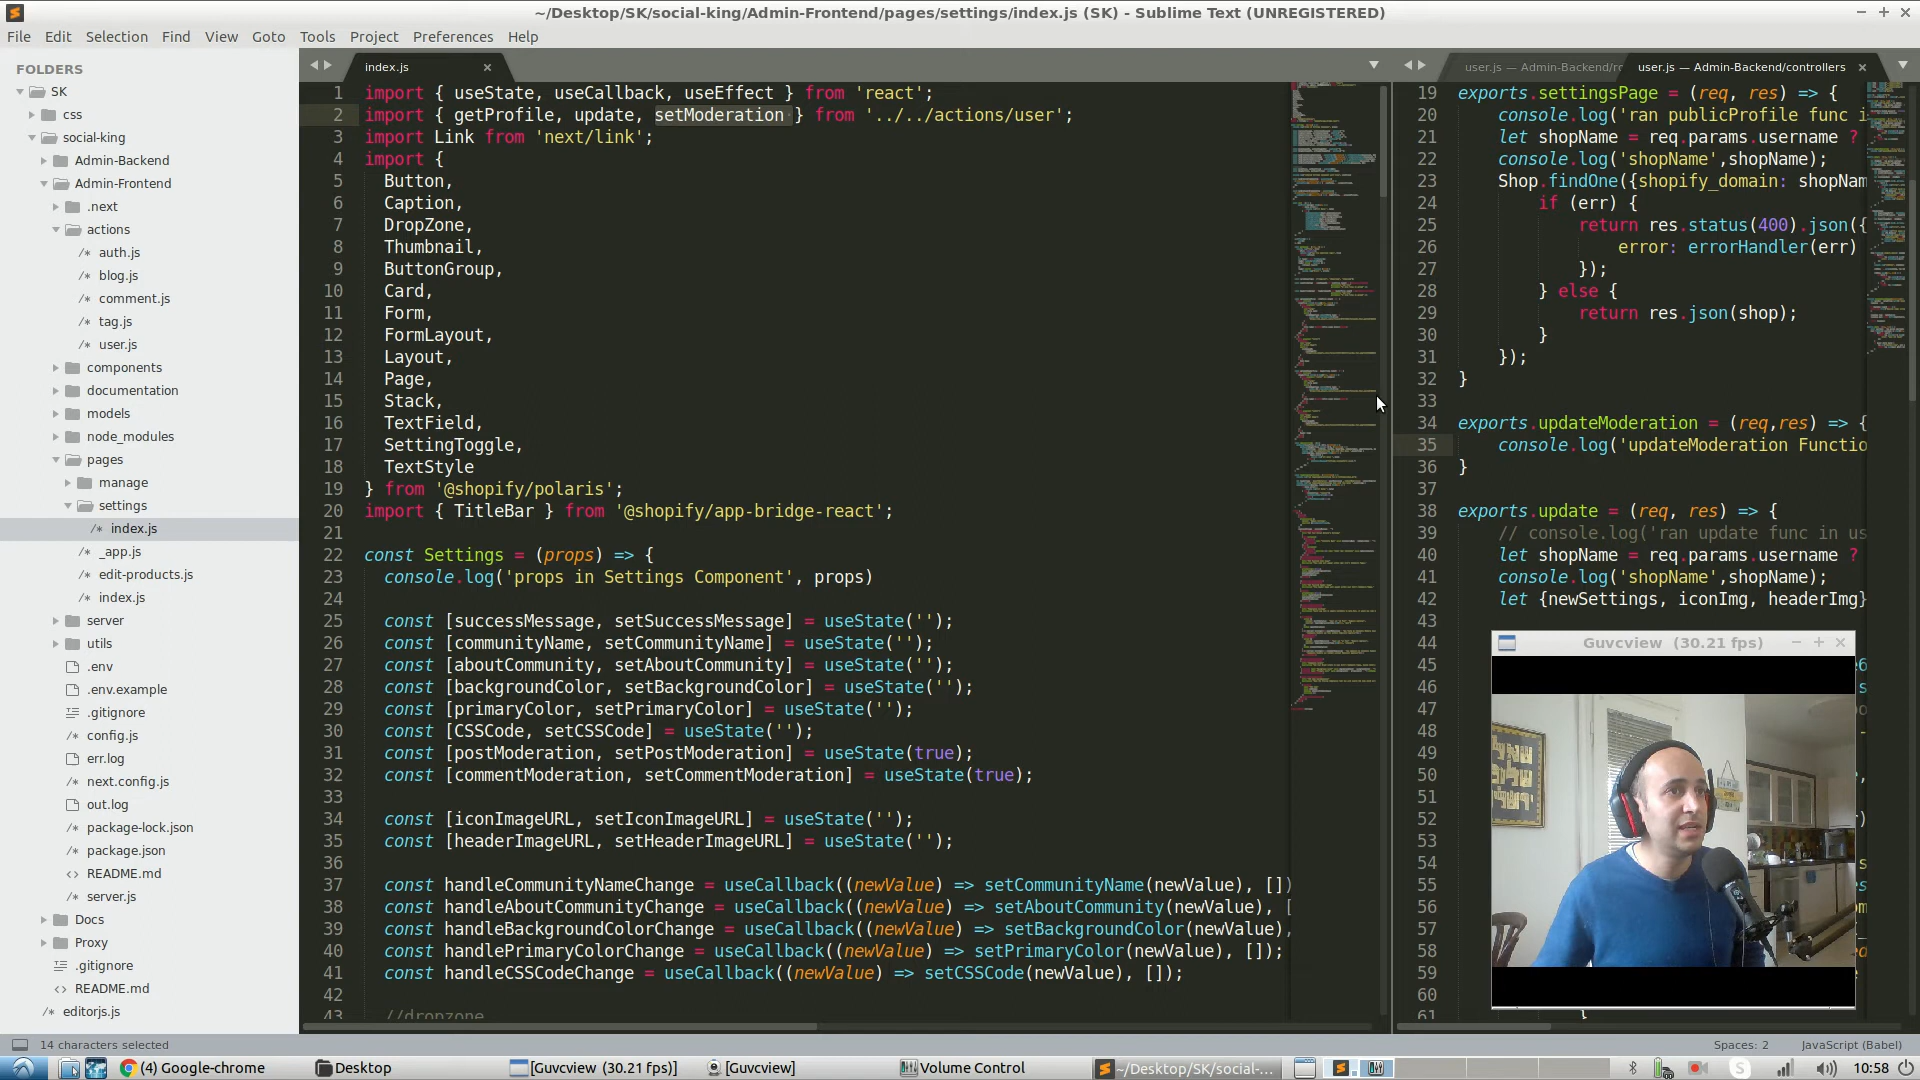 ~/Desktop/SK/social-king/Admin-Frontend/pages/settings/index.js (SK) - Sublime Text (UNREGISTERED)
File Edit Selection Find View Goto Tools Project Preferences Help
FOLDERS
SK
css
social-king
Admin-Backend
Admin-Frontend
.next
actions
auth.js
blog.js
comment.js
tag.js
user.js
components
documentation
models
node_modules
pages
manage
settings
index.js
_app.js
edit-products.js
index.js
server
utils
.env
.env.example
.gitignore
config.js
err.log
next.config.js
out.log
package-lock.json
package.json
README.md
server.js
Docs
Proxy
.gitignore
README.md
editorjs.js
index.js
1 import { useState, useCallback, useEffect } from 'react';
2 import { getProfile, update, setModeration } from '../../actions/user';
3 import Link from 'next/link';
4 import {
5 Button,
6 Caption,
7 DropZone,
8 Thumbnail,
9 ButtonGroup,
10 Card,
11 Form,
12 FormLayout,
13 Layout,
14 Page,
15 Stack,
16 TextField,
17 SettingToggle,
18 TextStyle
19 } from '@shopify/polaris';
20 import { TitleBar } from '@shopify/app-bridge-react';
21
22 const Settings = (props) => {
23 console.log('props in Settings Component', props)
24
25 const [successMessage, setSuccessMessage] = useState('');
26 const [communityName, setCommunityName] = useState('');
27 const [aboutCommunity, setAboutCommunity] = useState('');
28 const [backgroundColor, setBackgroundColor] = useState('');
29 const [primaryColor, setPrimaryColor] = useState('');
30 const [CSSCode, setCSSCode] = useState('');
31 const [postModeration, setPostModeration] = useState(true);
32 const [commentModeration, setCommentModeration] = useState(true);
33
34 const [iconImageURL, setIconImageURL] = useState('');
35 const [headerImageURL, setHeaderImageURL] = useState('');
36
37 const handleCommunityNameChange = useCallback((newValue) => setCommunityName(newValue), [])
38 const handleAboutCommunityChange = useCallback((newValue) => setAboutCommunity(newValue), [
39 const handleBackgroundColorChange = useCallback((newValue) => setBackgroundColor(newValue),
40 const handlePrimaryColorChange = useCallback((newValue) => setPrimaryColor(newValue), []);
41 const handleCSSCodeChange = useCallback((newValue) => setCSSCode(newValue), []);
42
43 //dropzone
user.js — Admin-Backend/ro
user.js — Admin-Backend/controllers
19 exports.settingsPage = (req, res) => {
20 console.log('ran publicProfile func i
21 let shopName = req.params.username ?
22 console.log('shopName',shopName);
23 Shop.findOne({shopify_domain: shopNam
24 if (err) {
25 return res.status(400).json({
26 error: errorHandler(err)
27 });
28 } else {
29 return res.json(shop);
30 }
31 });
32 }
33
34 exports.updateModeration = (req,res) => {
35 console.log('updateModeration Functio
36 }
37
38 exports.update = (req, res) => {
39 // console.log('ran update func in us
40 let shopName = req.params.username ?
41 console.log('shopName',shopName);
42 let {newSettings, iconImg, headerImg}
43
44
45
46
47
48
49
50
51
52
53
54
55
56
57
58
59
60
61 }
Guvcview (30.21 fps)
14 characters selected
Spaces: 2
JavaScript (Babel)
(4) Google-chrome
Desktop
[Guvcview (30.21 fps)]
[Guvcview]
Volume Control
~/Desktop/SK/social-...
10:58